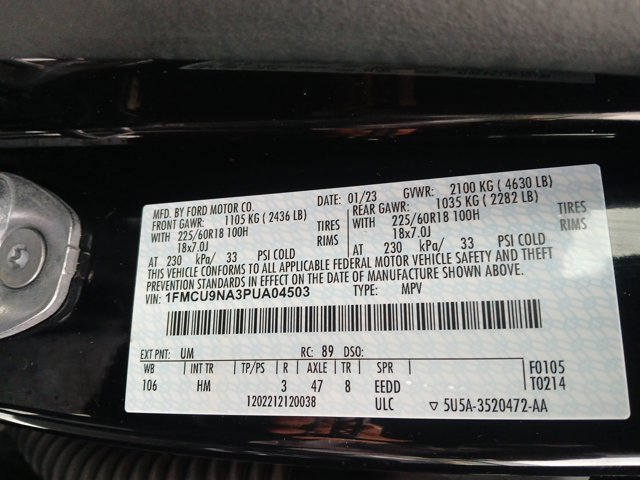 MFD. BY FORD MOTOR CO. DATE: 01/23 GVWR: 2100 KG ( 4630 LB)
FRONT GAWR: 1105 KG ( 2436 LB) REAR GAWR: 1035 KG ( 2282 LB)
WITH 225/60R18 100H TIRES WITH 225/60R18 100H TIRES
18x7.0J RIMS 18x7.0J RIMS
AT 230 kPa/ 33 PSI COLD AT 230 kPa/ 33 PSI COLD
THIS VEHICLE CONFORMS TO ALL APPLICABLE FEDERAL MOTOR VEHICLE SAFETY AND THEFT
PREVENTION STANDARDS IN EFFECT ON THE DATE OF MANUFACTURE SHOWN ABOVE.
VIN: 1FMCU9NA3PUA04503 TYPE: MPV
EXT PNT: UM RC: 89 DSO:
WB INT TR TP/PS R AXLE TR SPR F0105
106 HM 3 47 8 EEDD T0214
1202212120038 ULC ▽ 5U5A-3520472-AA